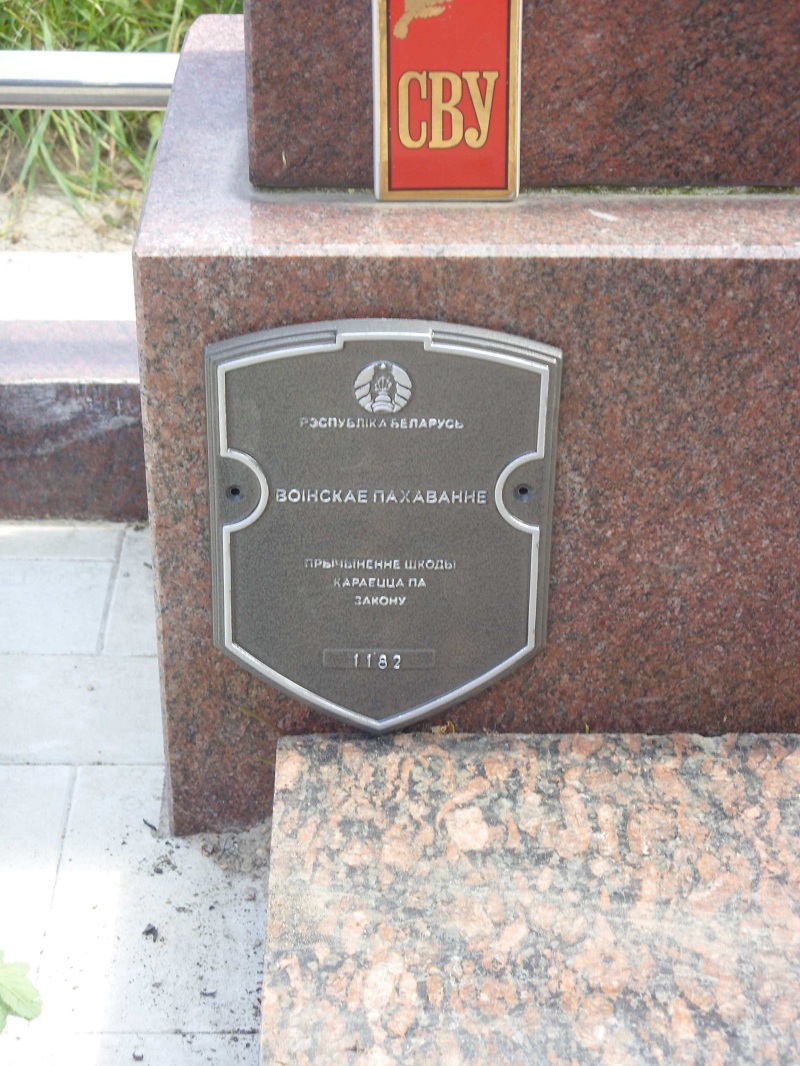 СВУ
РЭСПУБЛІКА БЕЛАРУСЬ
ВОІНСКАЕ ПАХАВАННЕ
ПРЫЧЫНЕННЕ ШКОДЫ
КАРАЕЦЦА ПА
ЗАКОНУ
1182